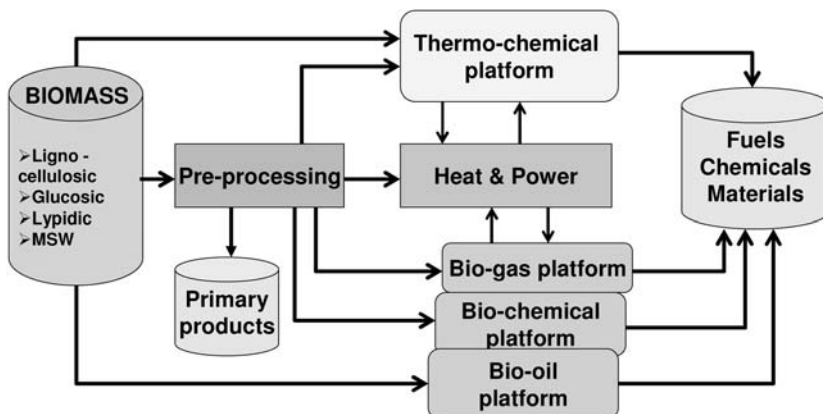 BIOMASS
➢Ligno -
cellulosic
➢Glucosic
➢Lypidic
➢MSW
Pre-processing
Primary
products
Thermo-chemical
platform
Heat & Power
Bio-gas platform
Bio-chemical
platform
Bio-oil
platform
Fuels
Chemicals
Materials